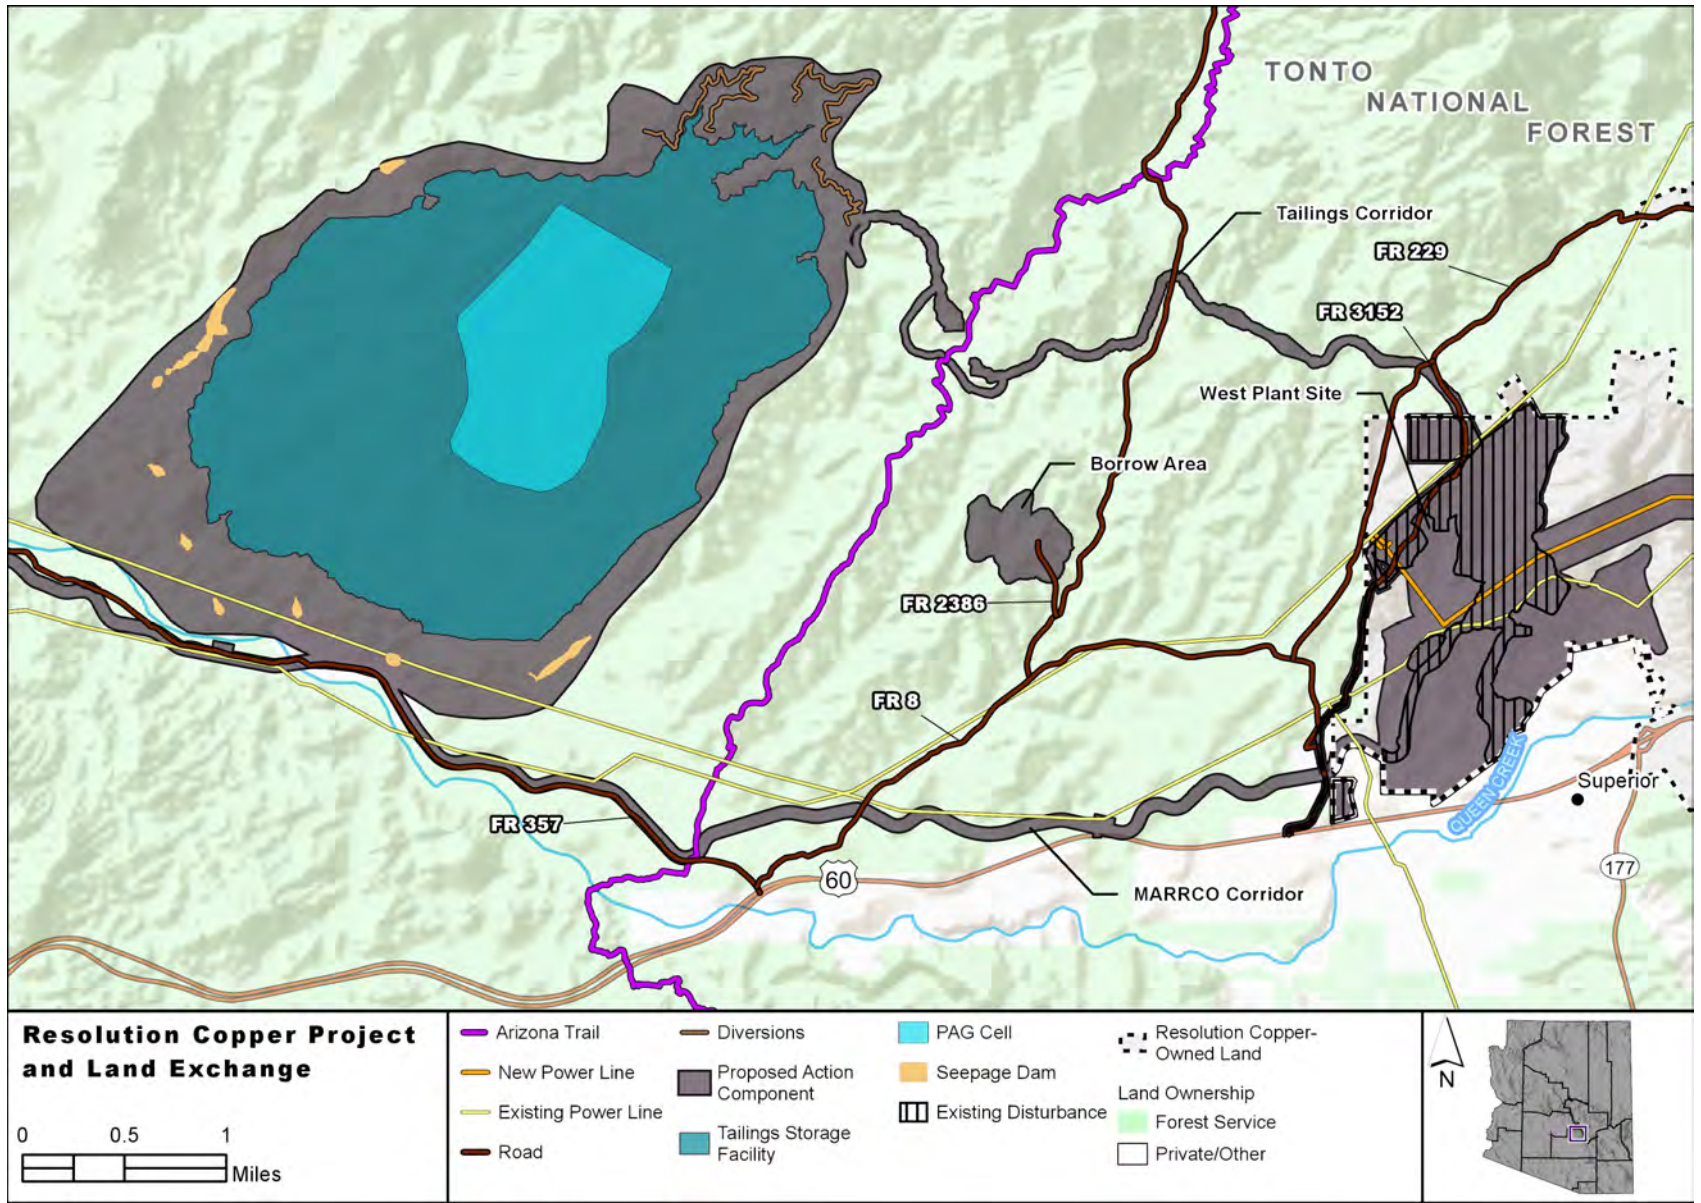 TONTO
NATIONAL
FOREST
Tailings Corridor
FR 229
FR 3152
West Plant Site
Borrow Area
FR 2386
FR 8
FR 357
Superior
QUEEN CREEK
60
177
MARRCO Corridor
Resolution Copper Project
and Land Exchange
0 0.5 1
Miles
Arizona Trail
New Power Line
Existing Power Line
Road
Diversions
Proposed Action
Component
Tailings Storage
Facility
PAG Cell
Seepage Dam
Existing Disturbance
Resolution Copper-
Owned Land
Land Ownership
Forest Service
Private/Other
N